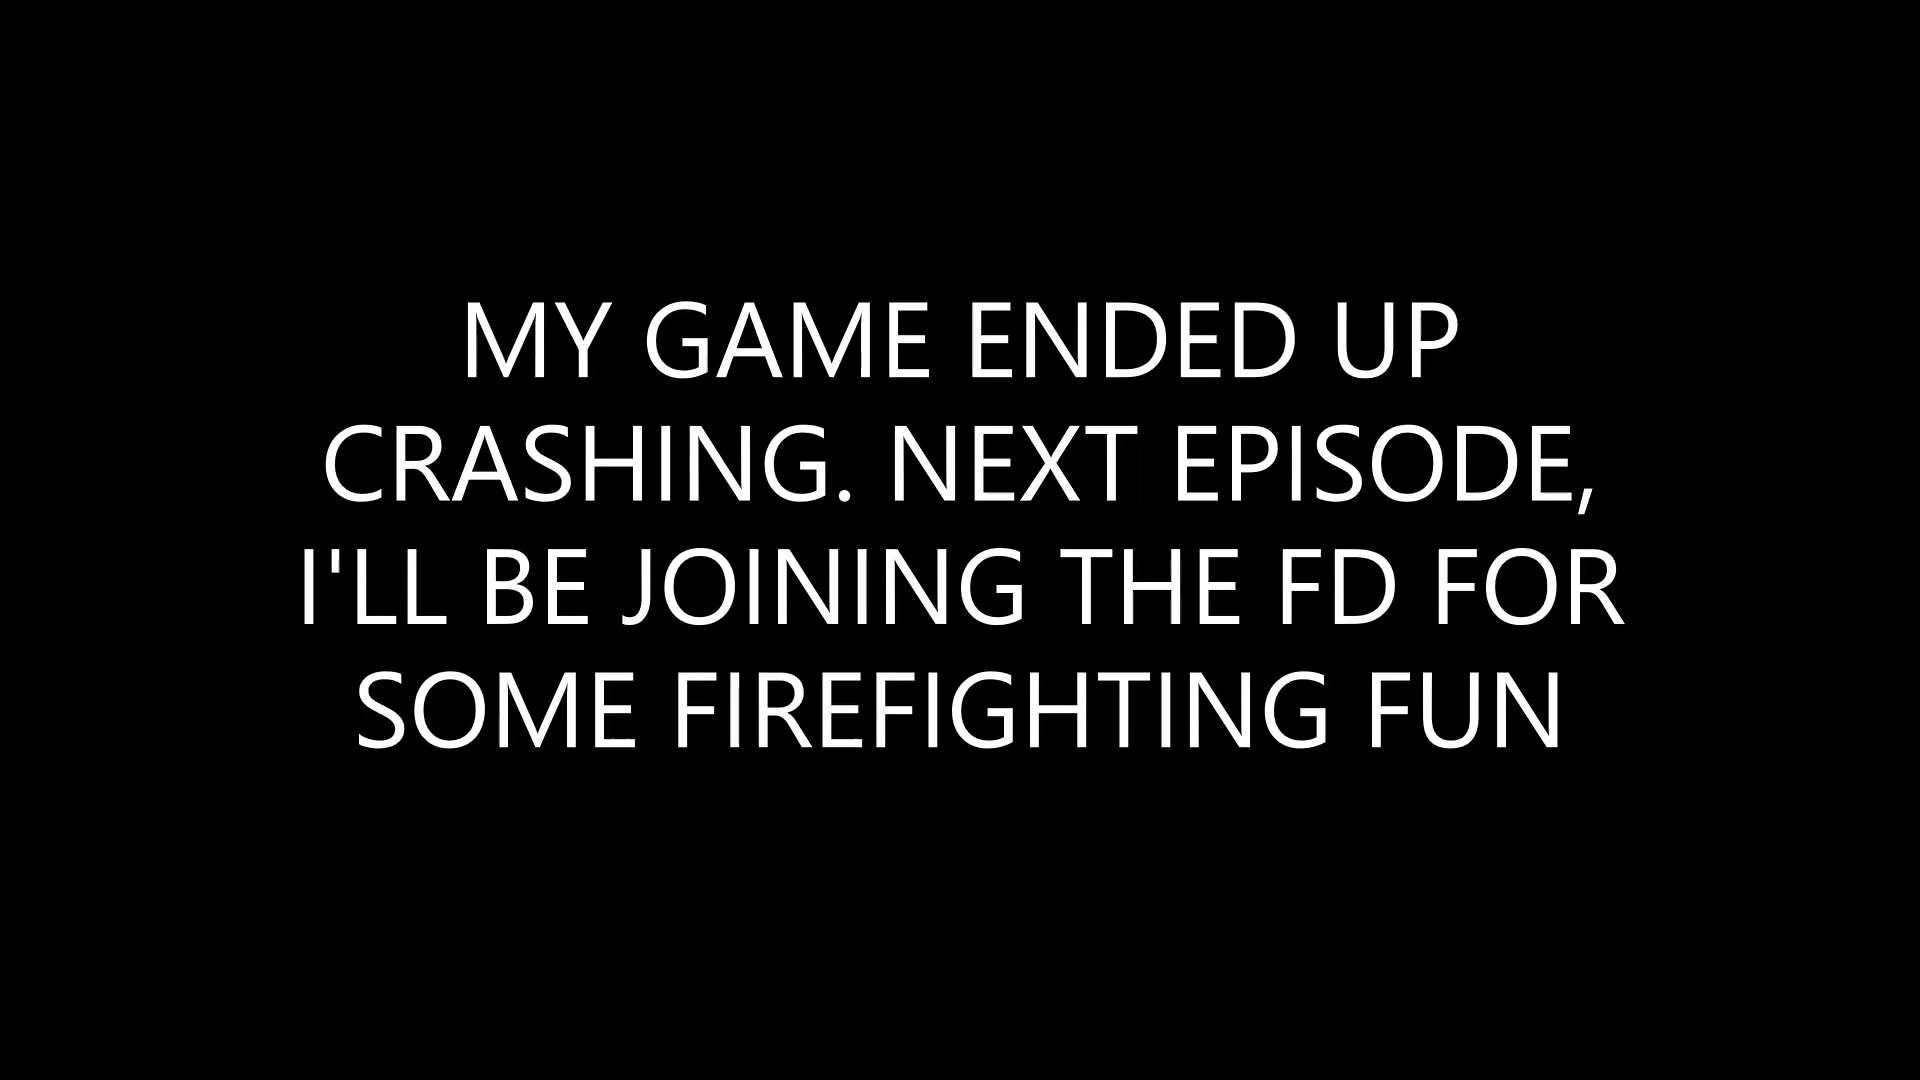 MY GAME ENDED UP
CRASHING. NEXT EPISODE,
I'LL BE JOINING THE FD FOR
SOME FIREFIGHTING FUN